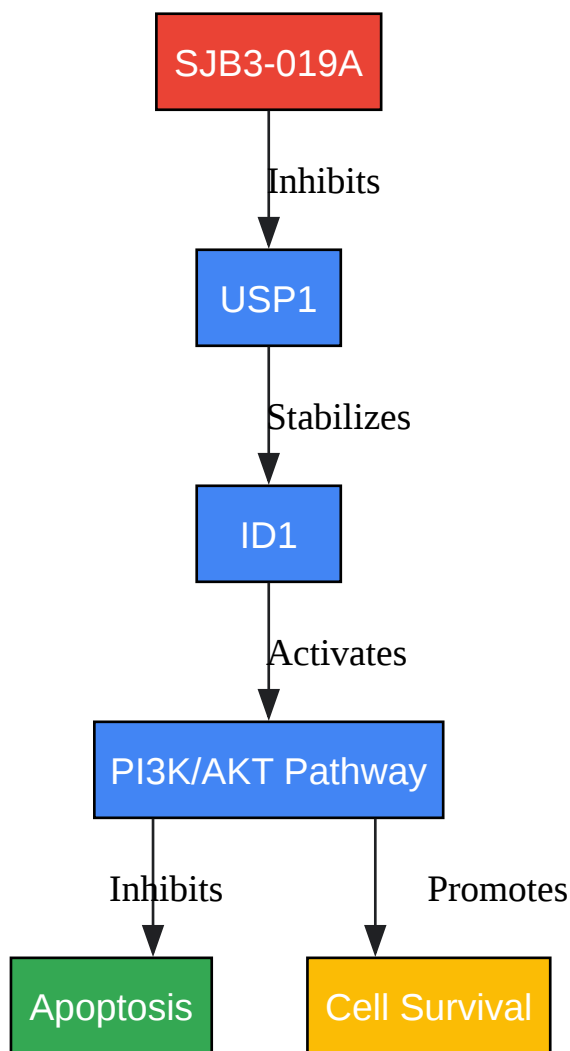 SJB3-019A
Inhibits
USP1
Stabilizes
ID1
Activates
PI3K/AKT Pathway
Inhibits
Promotes
Apoptosis
Cell Survival